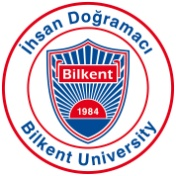 İhsan Doğramacı
Bilkent
1984
Bilkent University